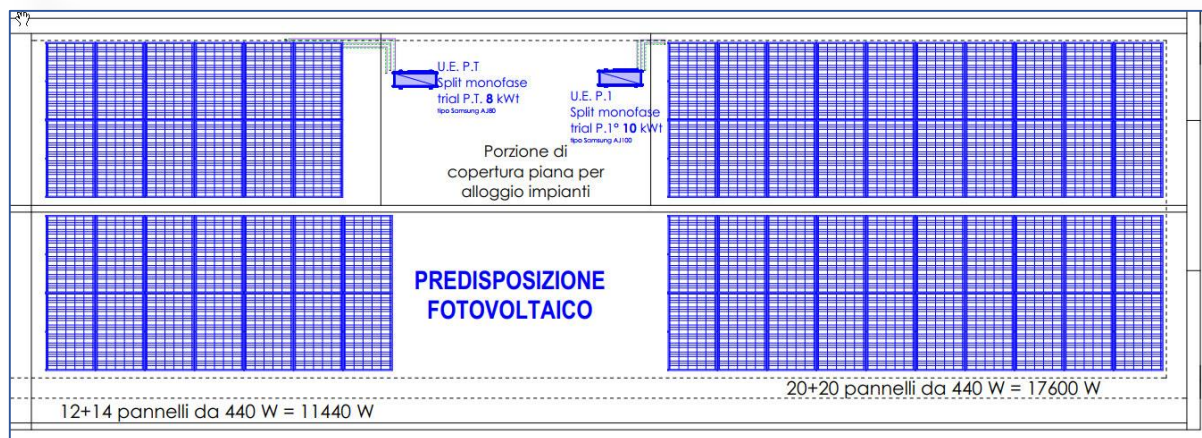 U.E. P.T
Split monofase
trial P.T. 8 kWt
tipo Samsung AJ80
U.E. P.1
Split monofase
trial P.1° 10 kWt
tipo Samsung AJ100
Porzione di
copertura piana per
alloggio impianti
PREDISPOSIZIONE
FOTOVOLTAICO
20+20 pannelli da 440 W = 17600 W
12+14 pannelli da 440 W = 11440 W